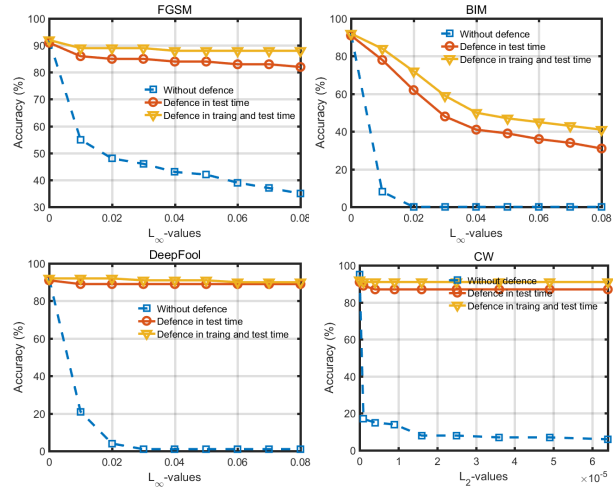 FGSM
100
90
80
70
60
50
40
30
0
0.02
0.04
0.06
0.08
Accuracy (%)
L∞-values
Without defence
Defence in test time
Defence in traing and test time
BIM
100
80
60
40
20
0
0
0.02
0.04
0.06
0.08
Accuracy (%)
L∞-values
Without defence
Defence in test time
Defence in traing and test time
DeepFool
100
80
60
40
20
0
0
0.02
0.04
0.06
0.08
Accuracy (%)
L∞-values
Without defence
Defence in test time
Defence in traing and test time
CW
100
80
60
40
20
0
0
1
2
3
4
5
6
×10⁻⁵
Accuracy (%)
L₂-values
Without defence
Defence in test time
Defence in traing and test time